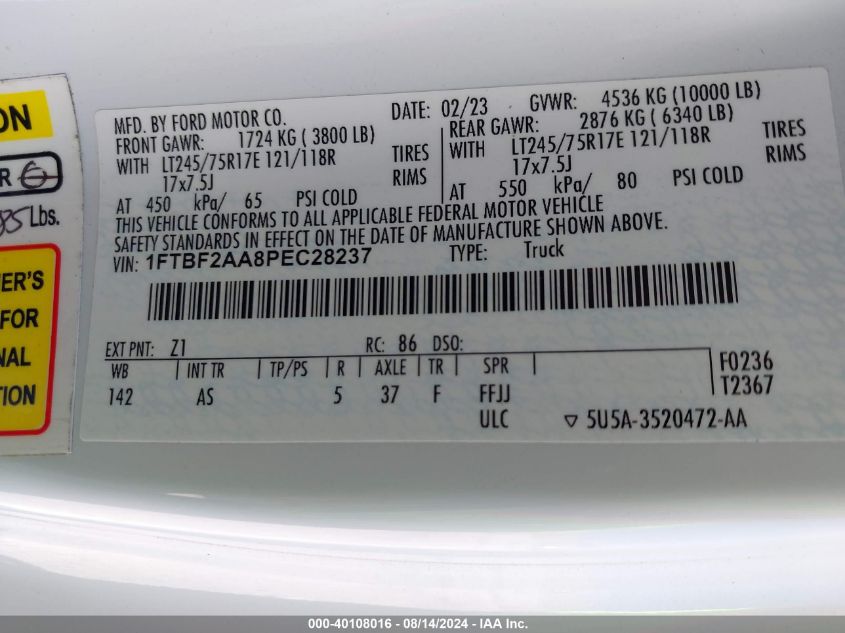 ON
R 6
Lbs.
ER'S
FOR
NAL
TION
MFD. BY FORD MOTOR CO. DATE: 02/23 GVWR: 4536 KG (10000 LB)
FRONT GAWR: 1724 KG ( 3800 LB) REAR GAWR: 2876 KG ( 6340 LB)
WITH LT245/75R17E 121/118R TIRES WITH LT245/75R17E 121/118R TIRES
17x7.5J RIMS 17x7.5J RIMS
AT 450 kPa/ 65 PSI COLD AT 550 kPa/ 80 PSI COLD
THIS VEHICLE CONFORMS TO ALL APPLICABLE FEDERAL MOTOR VEHICLE
SAFETY STANDARDS IN EFFECT ON THE DATE OF MANUFACTURE SHOWN ABOVE.
VIN: 1FTBF2AA8PEC28237 TYPE: Truck
EXT PNT: Z1 RC: 86 DSO:
WB INT TR TP/PS R AXLE TR SPR F0236
142 AS 5 37 F FFJJ T2367
ULC ▽ 5U5A-3520472-AA
000-40108016 - 08/14/2024 - IAA Inc.